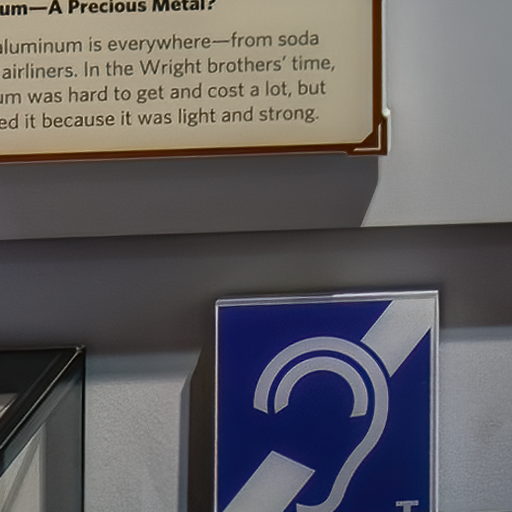 um—A Precious Metal?
aluminum is everywhere—from soda
airliners. In the Wright brothers' time,
um was hard to get and cost a lot, but
ed it because it was light and strong.
T